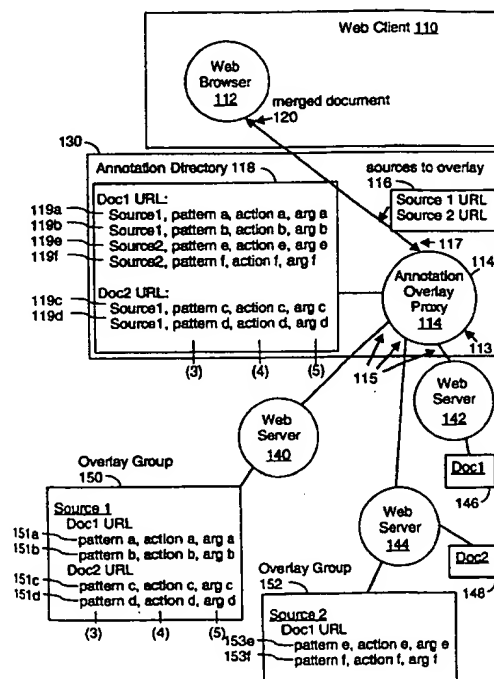 Web Client 110
Web
Browser
112
merged document
120
130
Annotation Directory 118
sources to overlay
116
Source 1 URL
Source 2 URL
117
Doc1 URL:
119a Source1, pattern a, action a, arg a
119b Source1, pattern b, action b, arg b
119e Source2, pattern e, action e, arg e
119f Source2, pattern f, action f, arg f
Doc2 URL:
119c Source1, pattern c, action c, arg c
119d Source1, pattern d, action d, arg d
(3) (4) (5)
114
Annotation
Overlay
Proxy
114
113
115
Web
Server
142
Doc1
146
Web
Server
140
Web
Server
144
Doc2
148
Overlay Group
150
Source 1
Doc1 URL
151a pattern a, action a, arg a
151b pattern b, action b, arg b
Doc2 URL
151c pattern c, action c, arg c
151d pattern d, action d, arg d
(3) (4) (5)
Overlay Group
152
Source 2
Doc1 URL
153e pattern e, action e, arg e
153f pattern f, action f, arg f